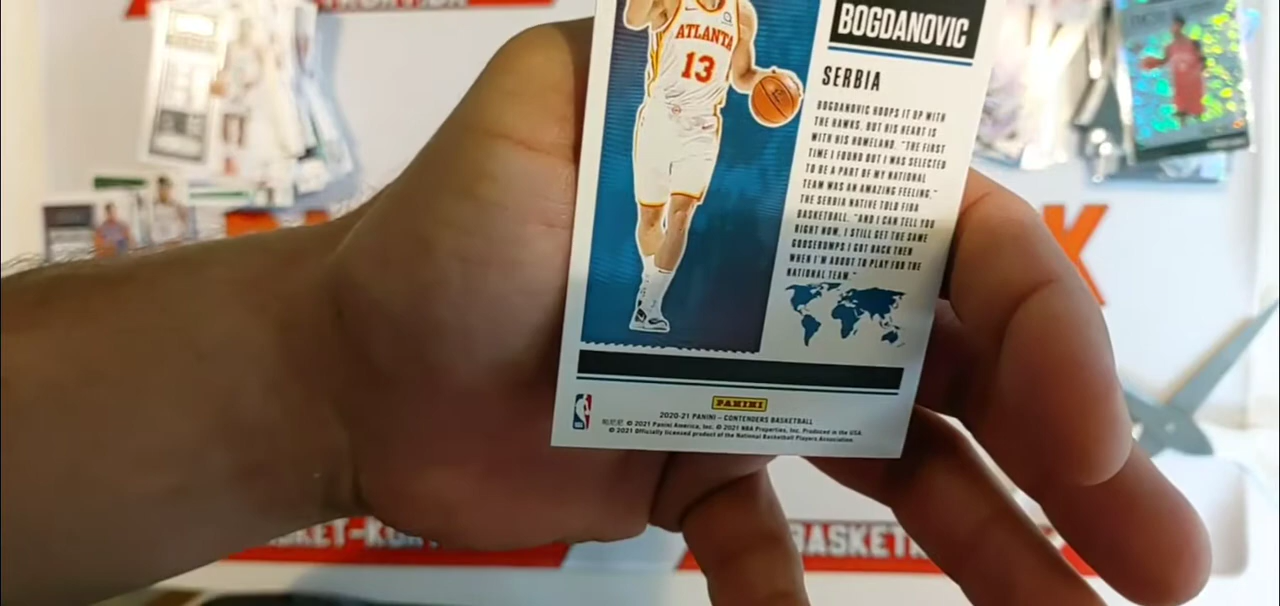 BOGDANOVIC
SERBIA
BOGDANOVIC HOOPS IT UP WITH
THE HAWKS, BUT HIS HEART IS
WITH HIS HOMELAND. "THE FIRST
TIME I FOUND OUT I WAS SELECTED
TO BE A PART OF MY NATIONAL
TEAM WAS AN AMAZING FEELING,"
THE SERBIA NATIVE TOLD FIBA
BASKETBALL. "AND I CAN TELL YOU
RIGHT NOW, I STILL GET THE SAME
GOOSEBUMPS I GOT BACK THEN
WHEN I'M ABOUT TO PLAY FOR THE
NATIONAL TEAM."
ATLANTA
13
PANINI
2020-21 PANINI – CONTENDERS BASKETBALL
© 2021 Panini America, Inc. © 2021 NBA Properties, Inc. Produced in the USA.
© 2021 Officially licensed product of the National Basketball Players Association.